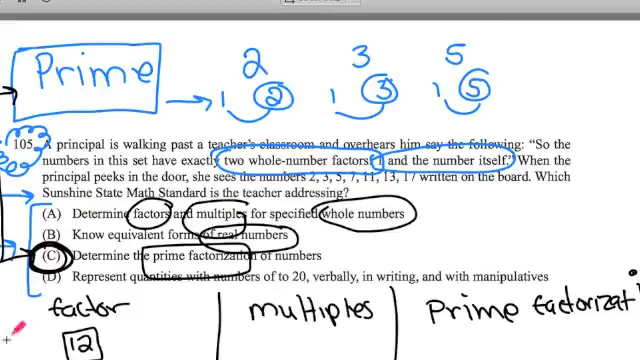 Prime
2 3 5
1 2 1 3 1 5
105. A principal is walking past a teacher's classroom and overhears him say the following: "So the
numbers in this set have exactly two whole-number factors: 1 and the number itself." When the
principal peeks in the door, she sees the numbers 2, 3, 5, 7, 11, 13, 17 written on the board. Which
Sunshine State Math Standard is the teacher addressing?
(A) Determine factors and multiples for specified whole numbers
(B) Know equivalent forms of real numbers
(C) Determine the prime factorization of numbers
(D) Represent quantities with numbers of to 20, verbally, in writing, and with manipulatives
factor multiples Prime factorizati
12